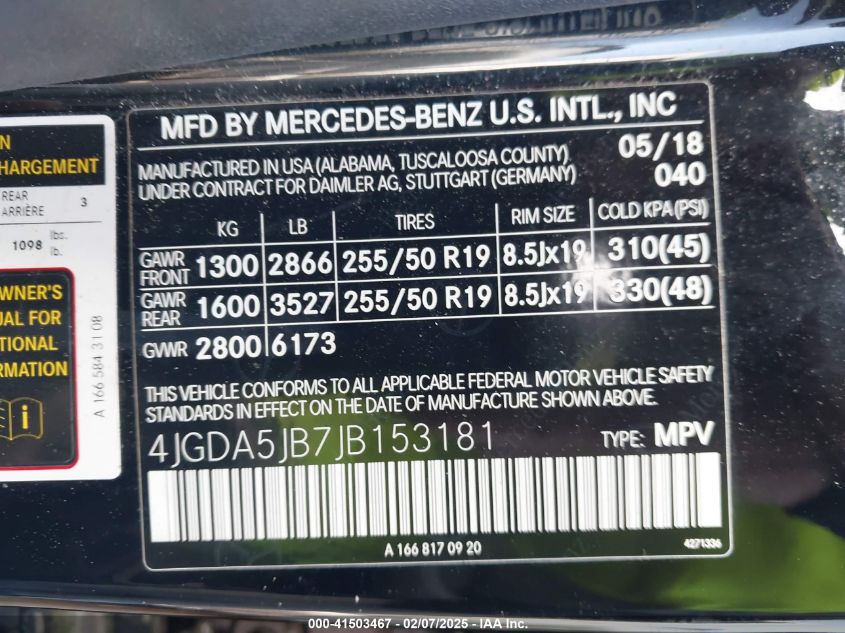 MFD BY MERCEDES-BENZ U.S. INTL., INC
MANUFACTURED IN USA (ALABAMA, TUSCALOOSA COUNTY) 05/18
UNDER CONTRACT FOR DAIMLER AG, STUTTGART (GERMANY) 040
KG LB TIRES RIM SIZE COLD KPA (PSI)
GAWR FRONT 1300 2866 255/50 R19 8.5Jx19 310(45)
GAWR REAR 1600 3527 255/50 R19 8.5Jx19 330(48)
GVWR 2800 6173
THIS VEHICLE CONFORMS TO ALL APPLICABLE FEDERAL MOTOR VEHICLE SAFETY
STANDARDS IN EFFECT ON THE DATE OF MANUFACTURE SHOWN ABOVE.
4JGDA5JB7JB153181 TYPE: MPV
A 166 817 09 20 4271336
N
HARGEMENT
REAR
ARRIÈRE 3
1098 lbs.
lb.
WNER'S
UAL FOR
TIONAL
RMATION
A 166 584 31 08
000-41503467 - 02/07/2025 - IAA Inc.